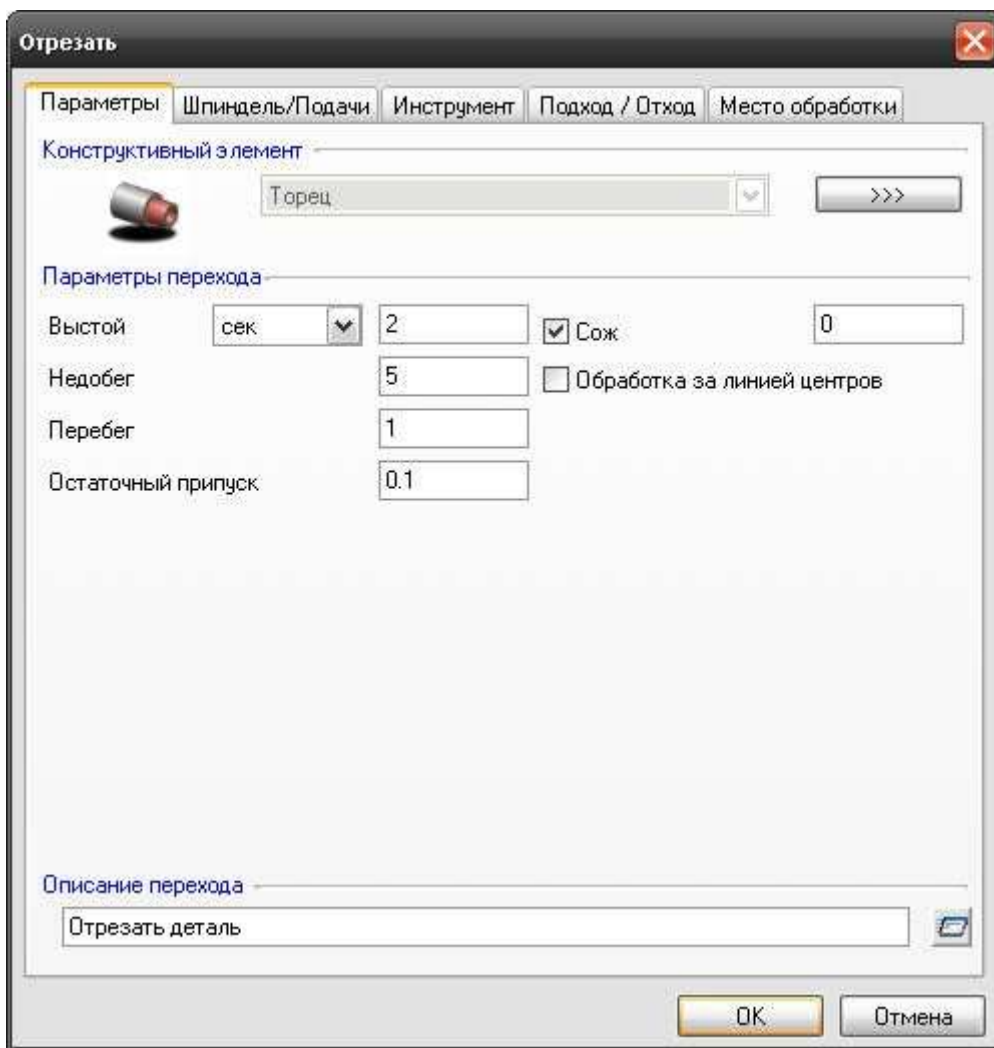 Отрезать
Параметры Шпиндель/Подачи Инструмент Подход / Отход Место обработки
Конструктивный элемент
Торец >>>
Параметры перехода
Выстой сек 2 Сож 0
Недобег 5 Обработка за линией центров
Перебег 1
Остаточный припуск 0.1
Описание перехода
Отрезать деталь
OK Отмена